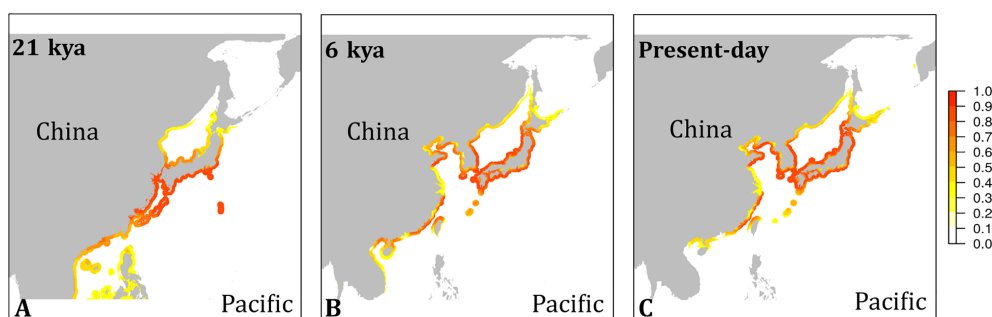 21 kya
China
A
Pacific
6 kya
China
B
Pacific
Present-day
China
C
Pacific
1.0
0.9
0.8
0.7
0.6
0.5
0.4
0.3
0.2
0.1
0.0